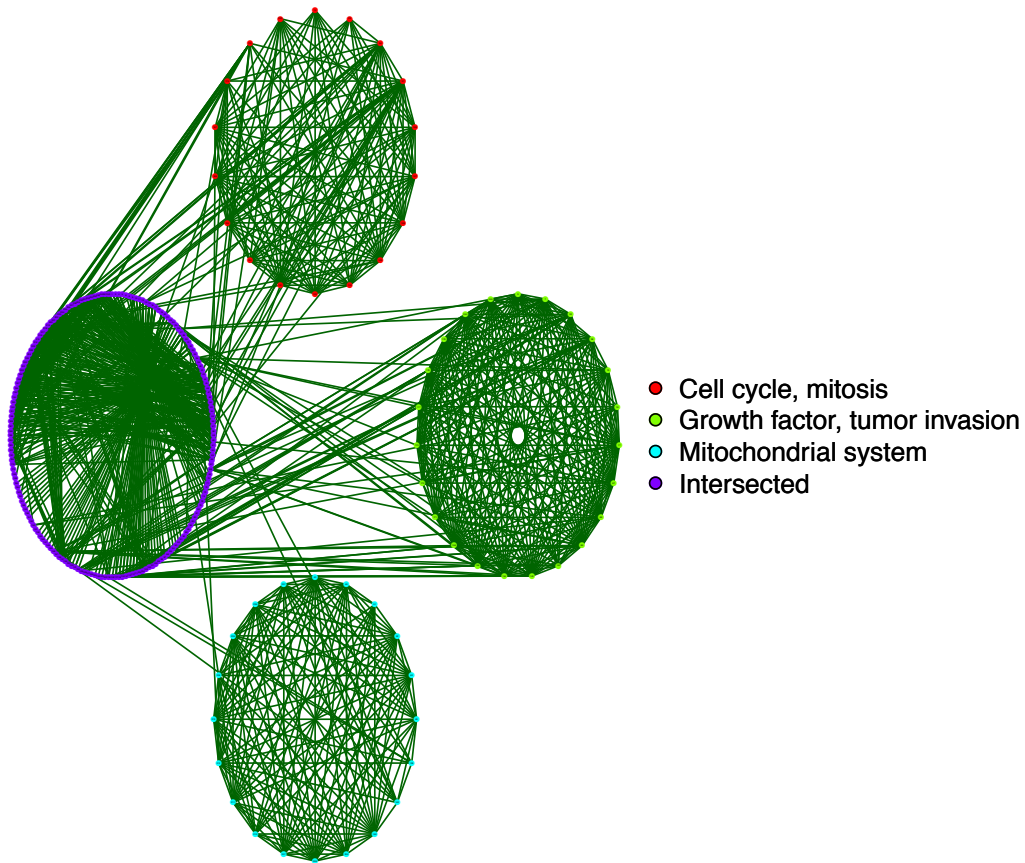 Cell cycle, mitosis
Growth factor, tumor invasion
Mitochondrial system
Intersected